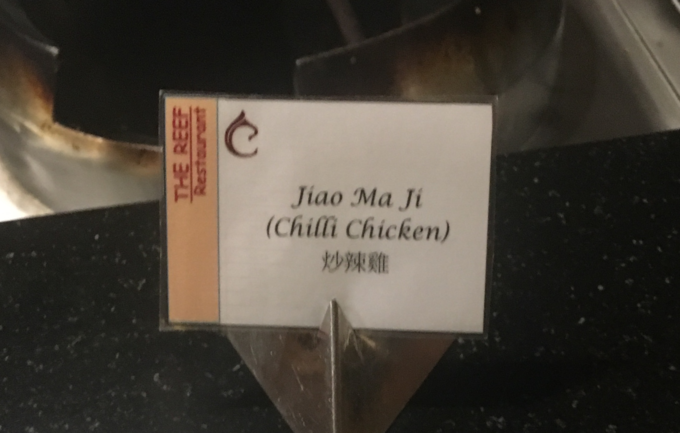 THE REEF
Restaurant
Jiao Ma Ji
(Chilli Chicken)
炒辣雞